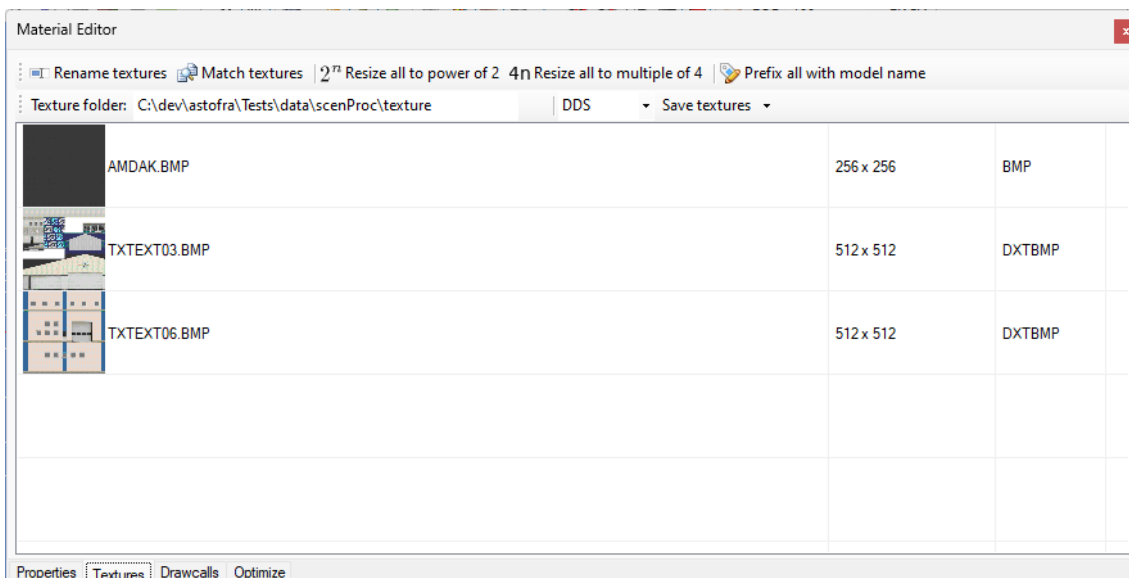 Material Editor
x
Rename textures Match textures 2ⁿ Resize all to power of 2 4n Resize all to multiple of 4 Prefix all with model name
Texture folder: C:\dev\astofra\Tests\data\scenProc\texture DDS Save textures
AMDAK.BMP 256 x 256 BMP
TXTEXT03.BMP 512 x 512 DXTBMP
TXTEXT06.BMP 512 x 512 DXTBMP
Properties Textures Drawcalls Optimize